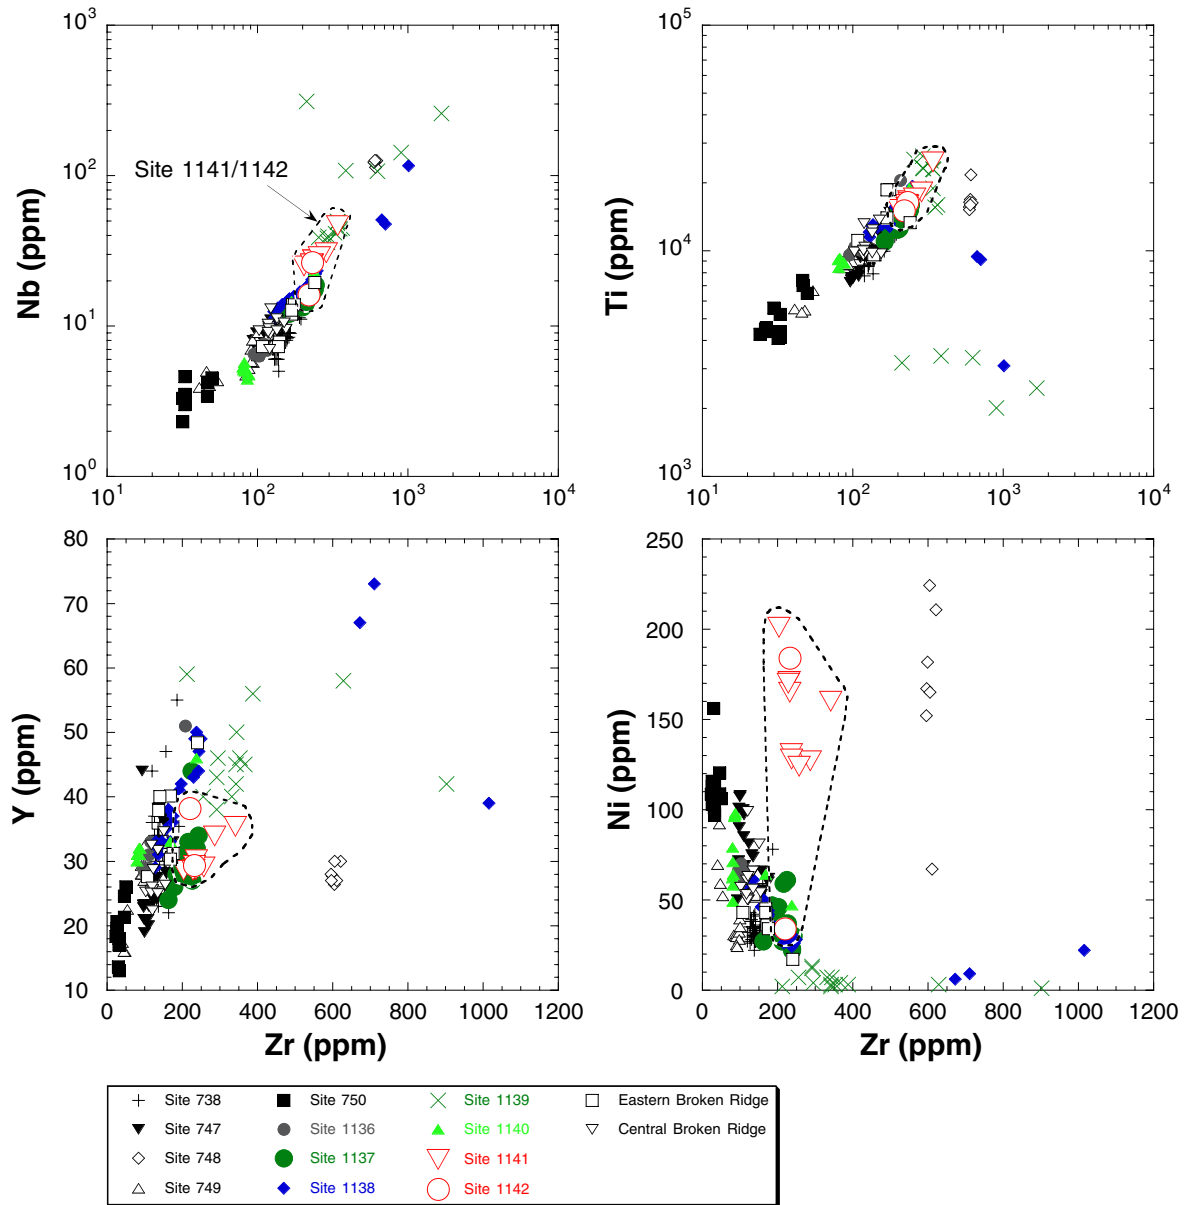 10³
10²
10¹
10⁰
Nb (ppm)
Site 1141/1142
10¹
10²
10³
10⁴
10⁵
10⁴
10³
Ti (ppm)
10¹
10²
10³
10⁴
80
70
60
50
40
30
20
10
Y (ppm)
0
200
400
600
800
1000
1200
Zr (ppm)
250
200
150
100
50
0
Ni (ppm)
0
200
400
600
800
1000
1200
Zr (ppm)
Site 738
Site 750
Site 1139
Eastern Broken Ridge
Site 747
Site 1136
Site 1140
Central Broken Ridge
Site 748
Site 1137
Site 1141
Site 749
Site 1138
Site 1142